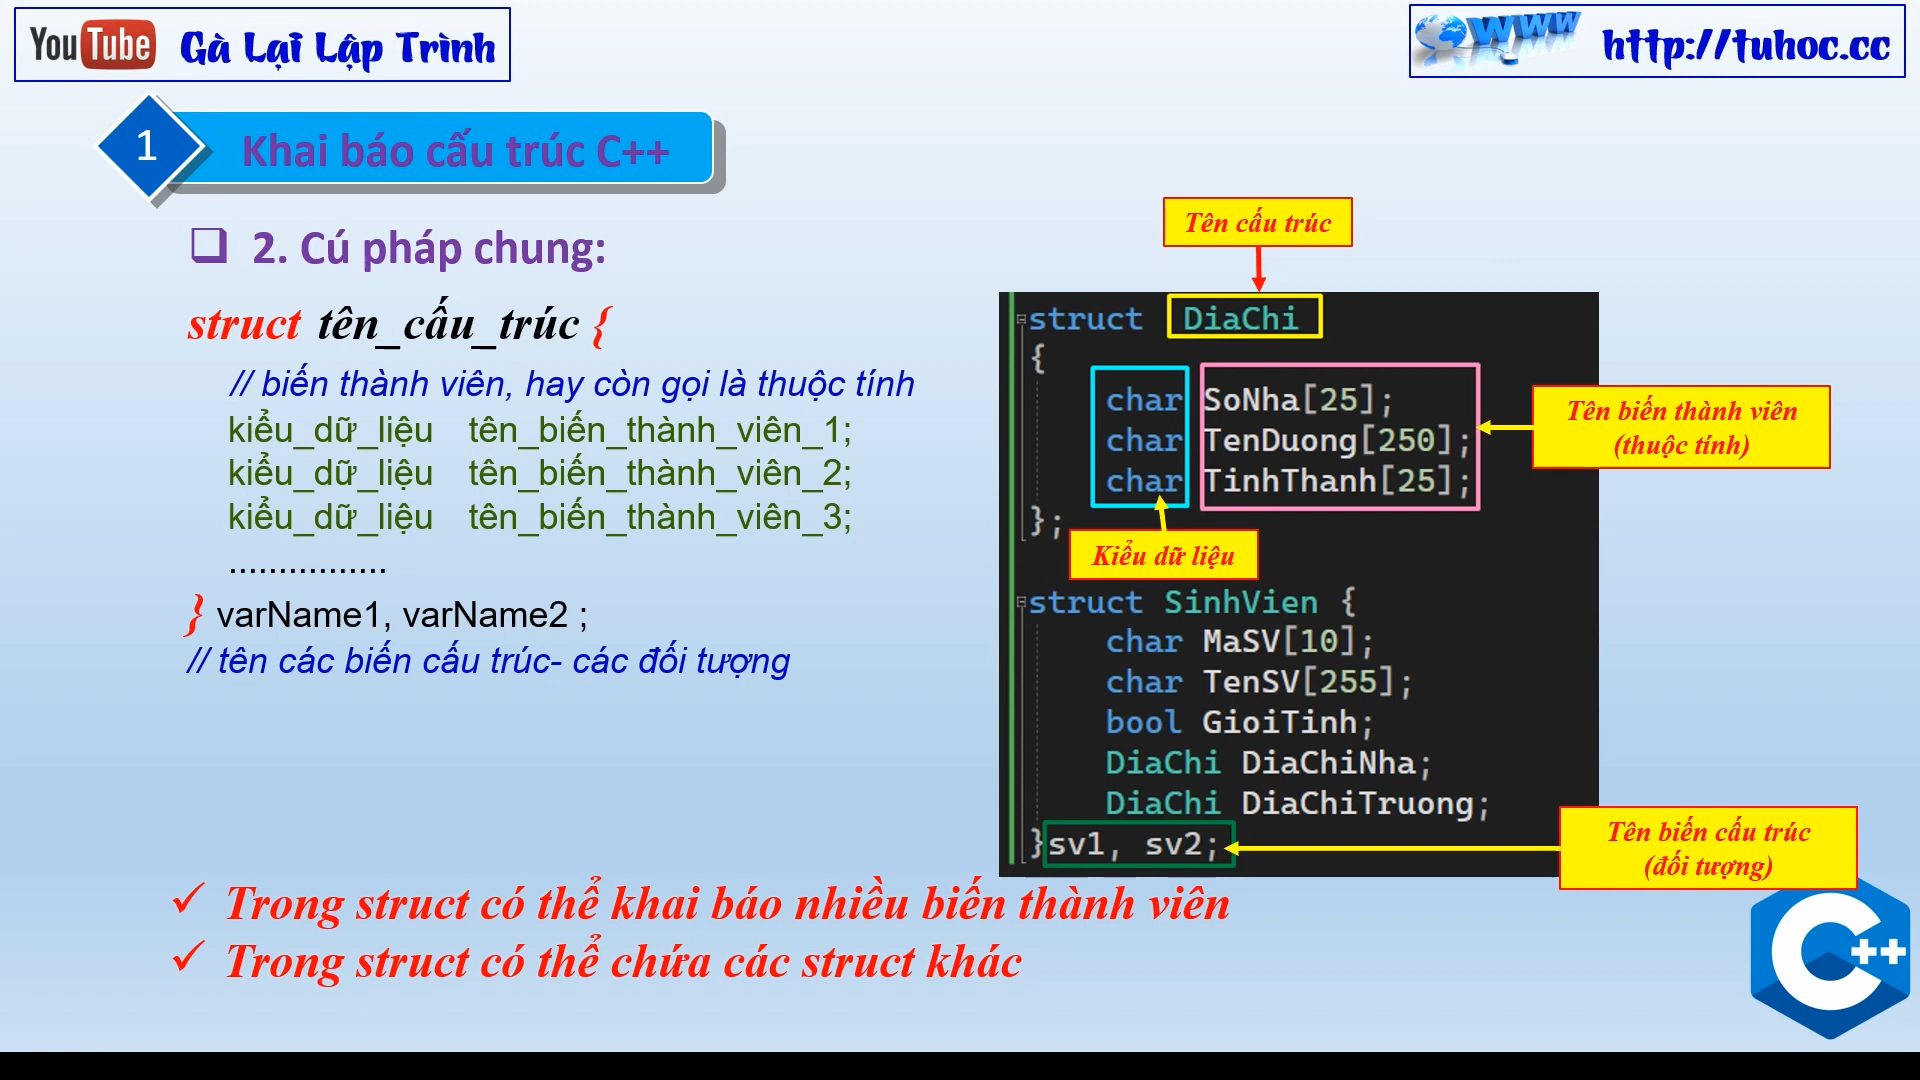 YouTube Gà Lại Lập Trình
WWW http://tuhoc.cc
1 Khai báo cấu trúc C++
2. Cú pháp chung:
struct tên_cấu_trúc {
// biến thành viên, hay còn gọi là thuộc tính
kiểu_dữ_liệu tên_biến_thành_viên_1;
kiểu_dữ_liệu tên_biến_thành_viên_2;
kiểu_dữ_liệu tên_biến_thành_viên_3;
................
} varName1, varName2 ;
// tên các biến cấu trúc- các đối tượng
Tên cấu trúc
struct DiaChi
{
char SoNha[25];
char TenDuong[250];
char TinhThanh[25];
};
Tên biến thành viên
(thuộc tính)
Kiểu dữ liệu
struct SinhVien {
char MaSV[10];
char TenSV[255];
bool GioiTinh;
DiaChi DiaChiNha;
DiaChi DiaChiTruong;
}sv1, sv2;
Tên biến cấu trúc
(đối tượng)
✓ Trong struct có thể khai báo nhiều biến thành viên
✓ Trong struct có thể chứa các struct khác
C++